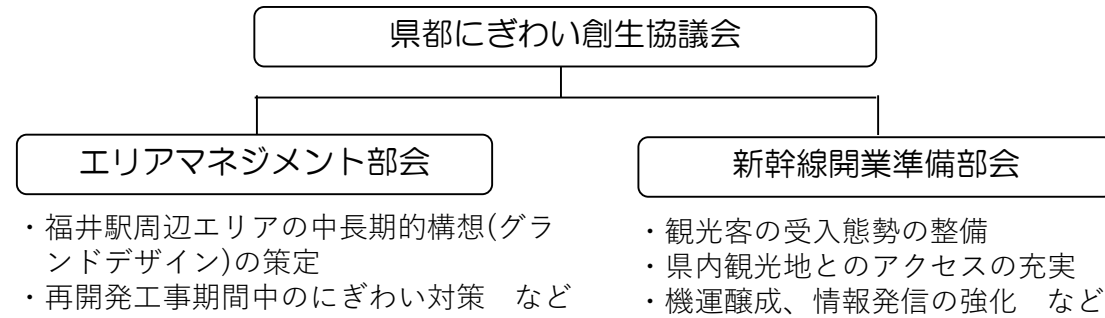 県都にぎわい創生協議会
エリアマネジメント部会
・福井駅周辺エリアの中長期的構想(グラ
ンドデザイン)の策定
・再開発工事期間中のにぎわい対策　など
新幹線開業準備部会
・観光客の受入態勢の整備
・県内観光地とのアクセスの充実
・機運醸成、情報発信の強化　など